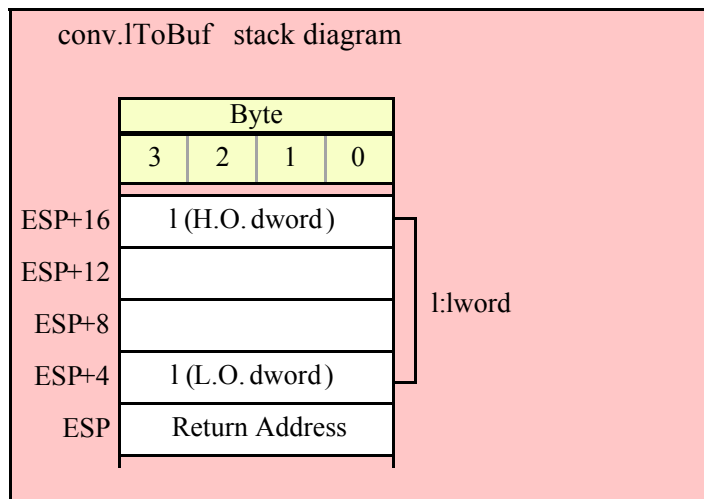 conv.lToBuf stack diagram
Byte
3 2 1 0
ESP+16 l (H.O. dword)
ESP+12
l:lword
ESP+8
ESP+4 l (L.O. dword)
ESP Return Address